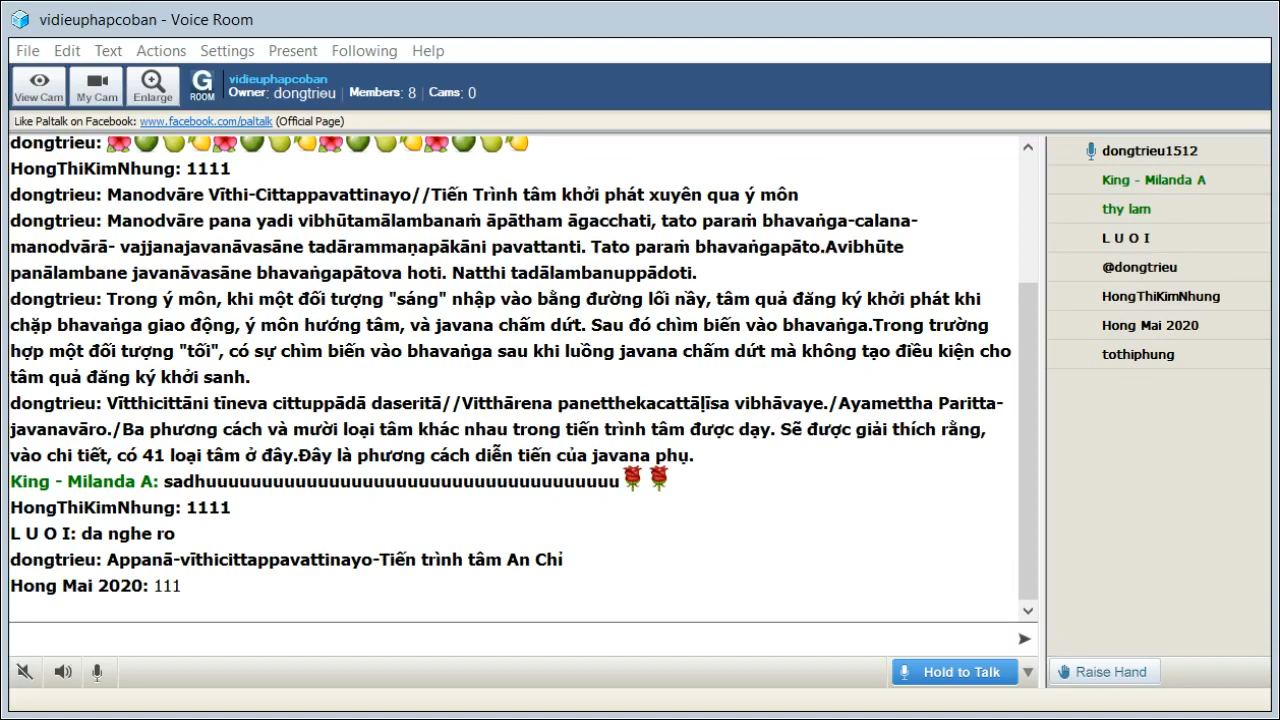 vidieuphapcoban - Voice Room
File Edit Text Actions Settings Present Following Help
View Cam My Cam Enlarge G ROOM vidieuphapcoban
Owner: dongtrieu | Members: 8 | Cams: 0
Like Paltalk on Facebook: www.facebook.com/paltalk (Official Page)
dongtrieu:
HongThiKimNhung: 1111
dongtrieu: Manodvāre Vīthi-Cittappavattinayo//Tiến Trình tâm khởi phát xuyên qua ý môn
dongtrieu: Manodvāre pana yadi vibhūtamālambanaṁ āpātham āgacchati, tato paraṁ bhavaṅga-calana-
manodvārā- vajjanajavanāvasāne tadārammaṇapākāni pavattanti. Tato paraṁ bhavaṅgapāto.Avibhūte
panālambane javanāvasāne bhavaṅgapātova hoti. Natthi tadālambanuppādoti.
dongtrieu: Trong ý môn, khi một đối tượng "sáng" nhập vào bằng đường lối nầy, tâm quả đăng ký khởi phát khi
chặp bhavaṅga giao động, ý môn hướng tâm, và javana chấm dứt. Sau đó chìm biến vào bhavaṅga.Trong trường
hợp một đối tượng "tối", có sự chìm biến vào bhavaṅga sau khi luồng javana chấm dứt mà không tạo điều kiện cho
tâm quả đăng ký khởi sanh.
dongtrieu: Vītthicittāni tīneva cittuppādā daseritā//Vitthārena panetthekacattāḷīsa vibhāvaye./Ayamettha Paritta-
javanavāro./Ba phương cách và mười loại tâm khác nhau trong tiến trình tâm được dạy. Sẽ được giải thích rằng,
vào chi tiết, có 41 loại tâm ở đây.Đây là phương cách diễn tiến của javana phụ.
King - Milanda A: sadhuuuuuuuuuuuuuuuuuuuuuuuuuuuuuuuuuuuuu
HongThiKimNhung: 1111
L U O I: da nghe ro
dongtrieu: Appanā-vīthicittappavattinayo-Tiến trình tâm An Chỉ
Hong Mai 2020: 111
Hold to Talk
dongtrieu1512
King - Milanda A
thy lam
L U O I
@dongtrieu
HongThiKimNhung
Hong Mai 2020
tothiphung
Raise Hand